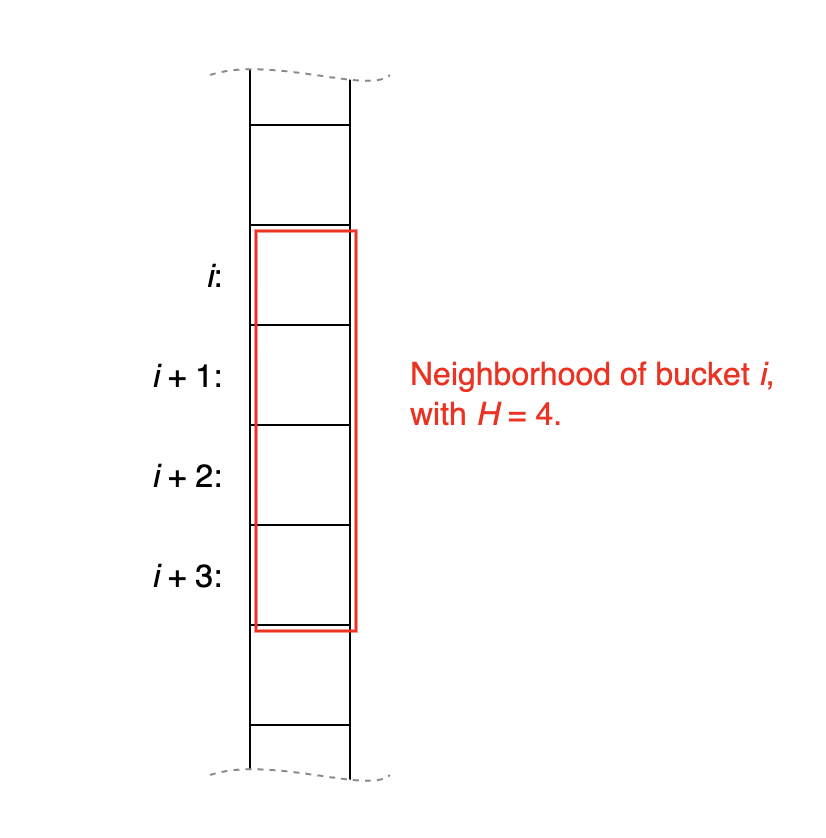 i:
i + 1:
i + 2:
i + 3:
Neighborhood of bucket i,
with H = 4.